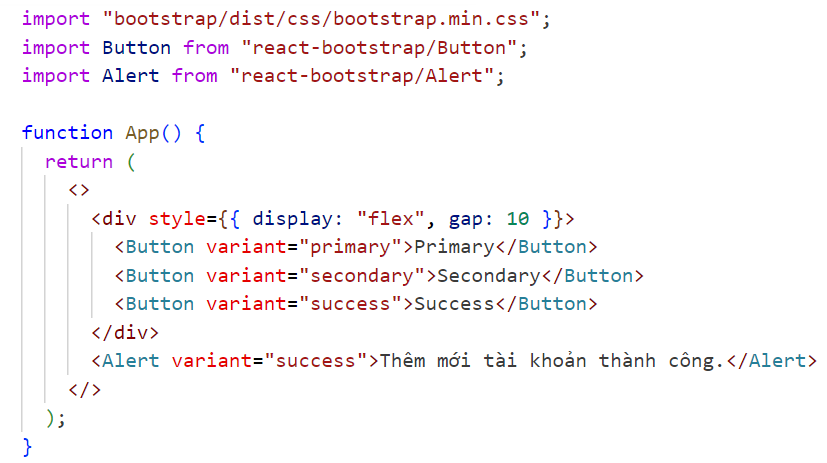 import "bootstrap/dist/css/bootstrap.min.css";
import Button from "react-bootstrap/Button";
import Alert from "react-bootstrap/Alert";

function App() {
  return (
    <>
      <div style={{ display: "flex", gap: 10 }}>
        <Button variant="primary">Primary</Button>
        <Button variant="secondary">Secondary</Button>
        <Button variant="success">Success</Button>
      </div>
      <Alert variant="success">Thêm mới tài khoản thành công.</Alert>
    </>
  );
}